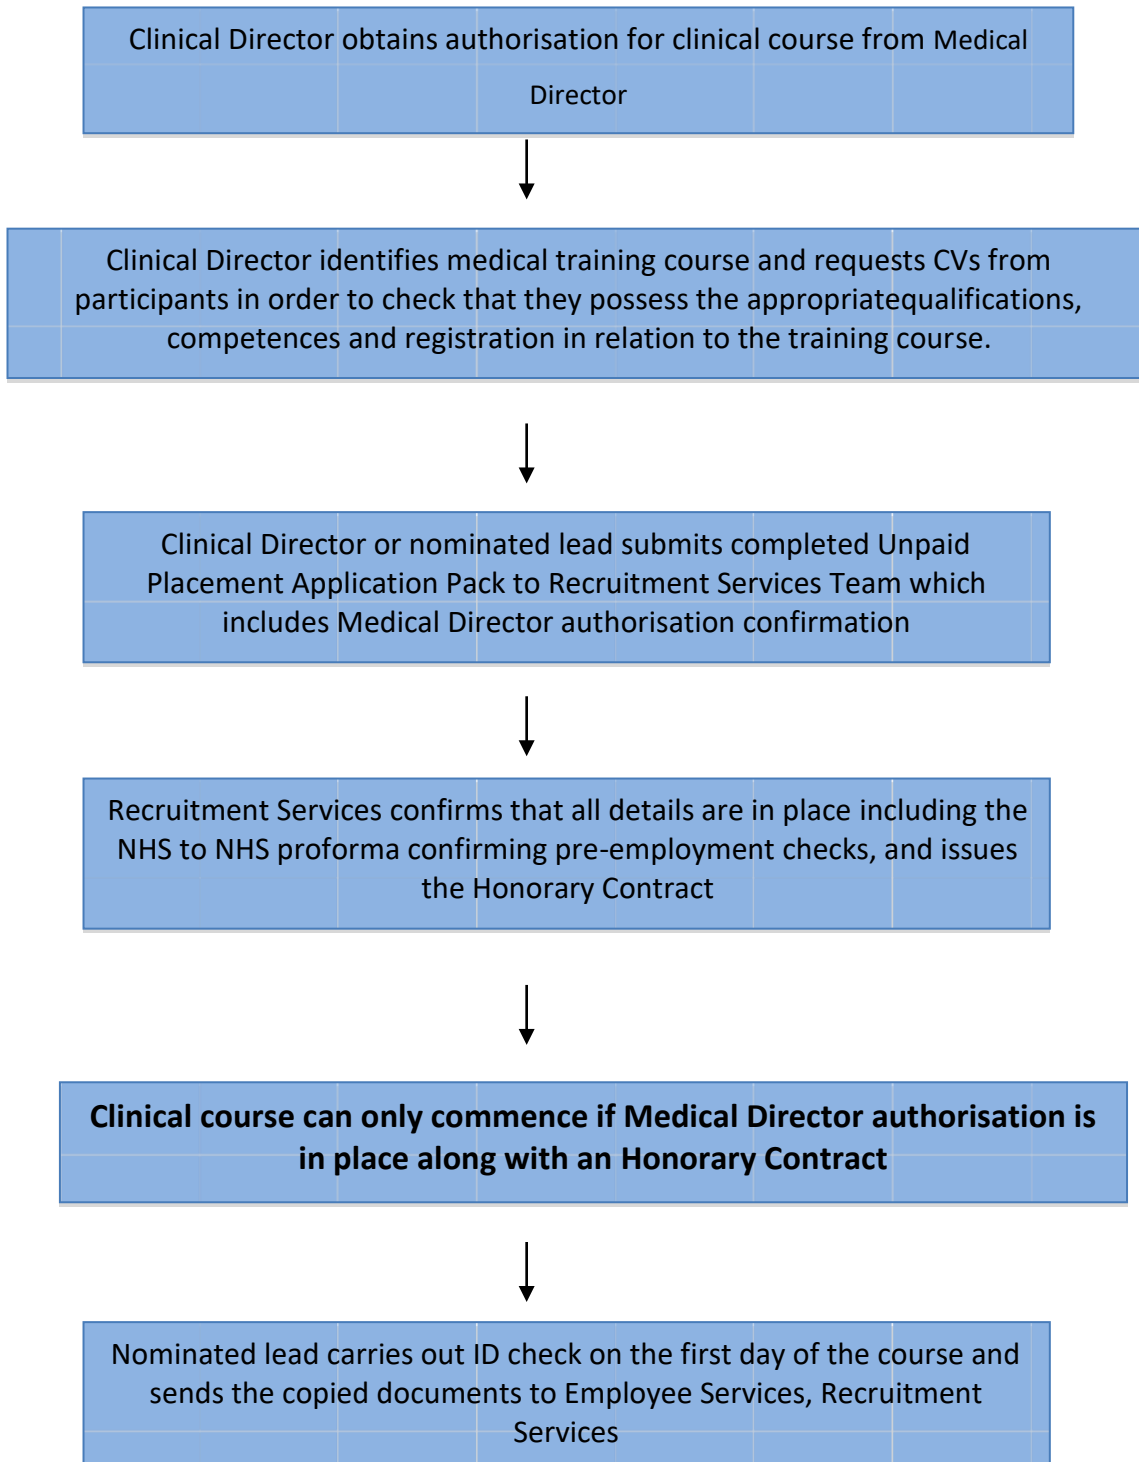 Clinical Director obtains authorisation for clinical course from Medical
Director
Clinical Director identifies medical training course and requests CVs from
participants in order to check that they possess the appropriatequalifications,
competences and registration in relation to the training course.
Clinical Director or nominated lead submits completed Unpaid
Placement Application Pack to Recruitment Services Team which
includes Medical Director authorisation confirmation
Recruitment Services confirms that all details are in place including the
NHS to NHS proforma confirming pre-employment checks, and issues
the Honorary Contract
Clinical course can only commence if Medical Director authorisation is
in place along with an Honorary Contract
Nominated lead carries out ID check on the first day of the course and
sends the copied documents to Employee Services, Recruitment
Services